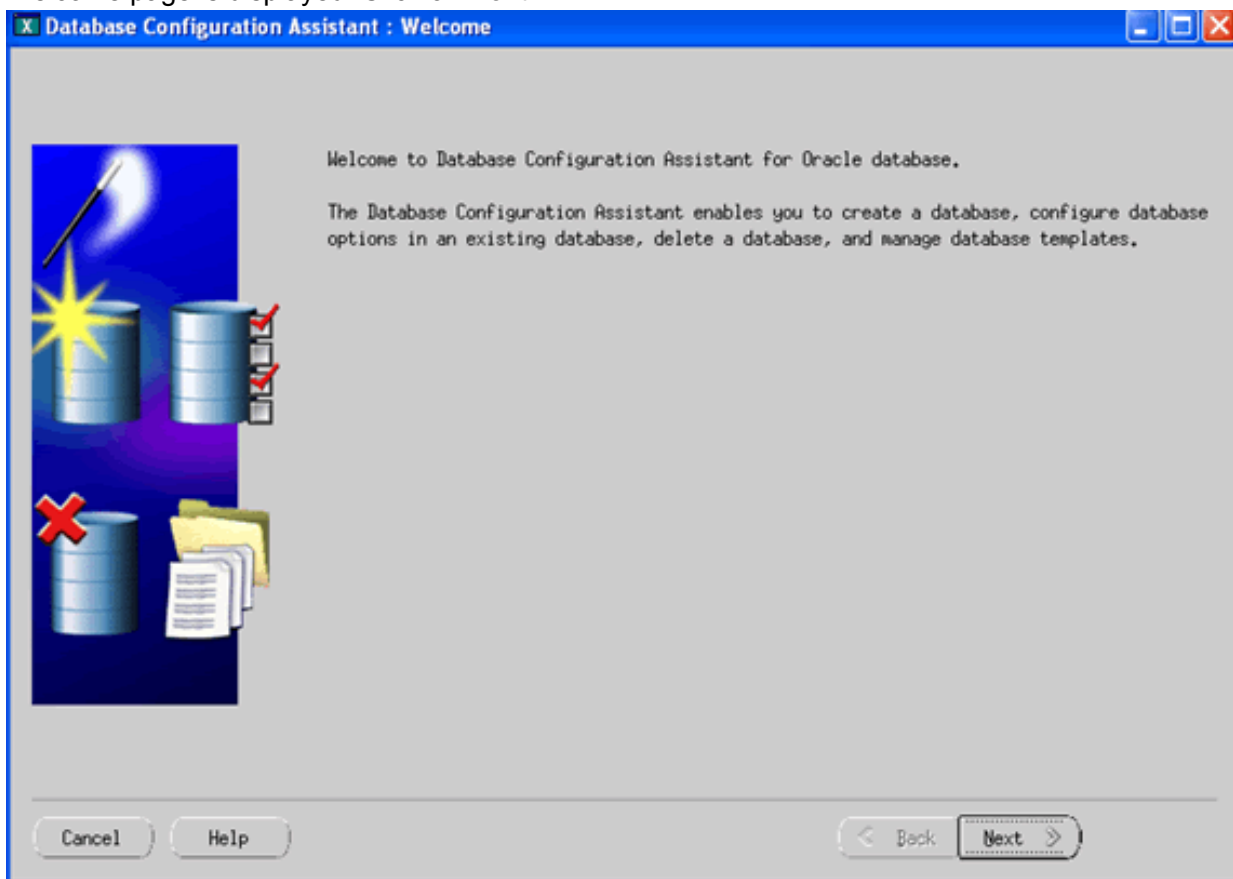 Database Configuration Assistant : Welcome
Welcome to Database Configuration Assistant for Oracle database.
The Database Configuration Assistant enables you to create a database, configure database
options in an existing database, delete a database, and manage database templates.
Cancel
Help
Back
Next